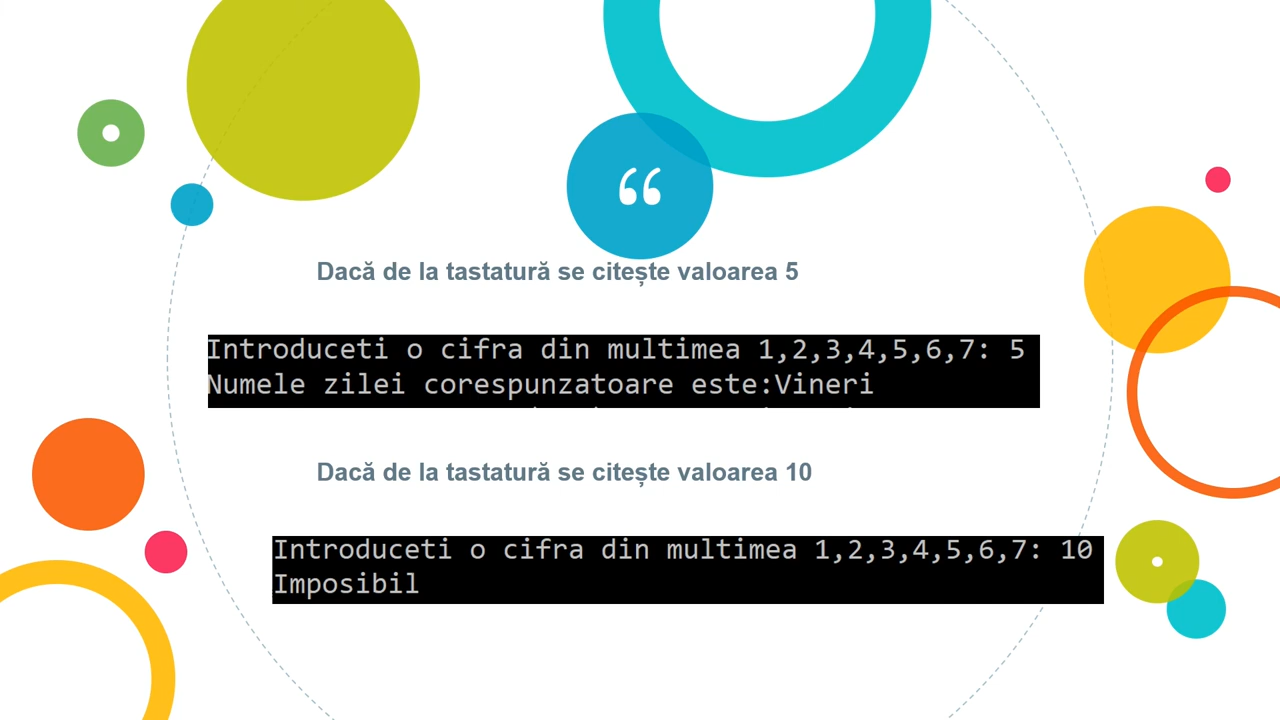 “
Dacă de la tastatură se citește valoarea 5
Introduceti o cifra din multimea 1,2,3,4,5,6,7: 5
Numele zilei corespunzatoare este:Vineri
Dacă de la tastatură se citește valoarea 10
Introduceti o cifra din multimea 1,2,3,4,5,6,7: 10
Imposibil